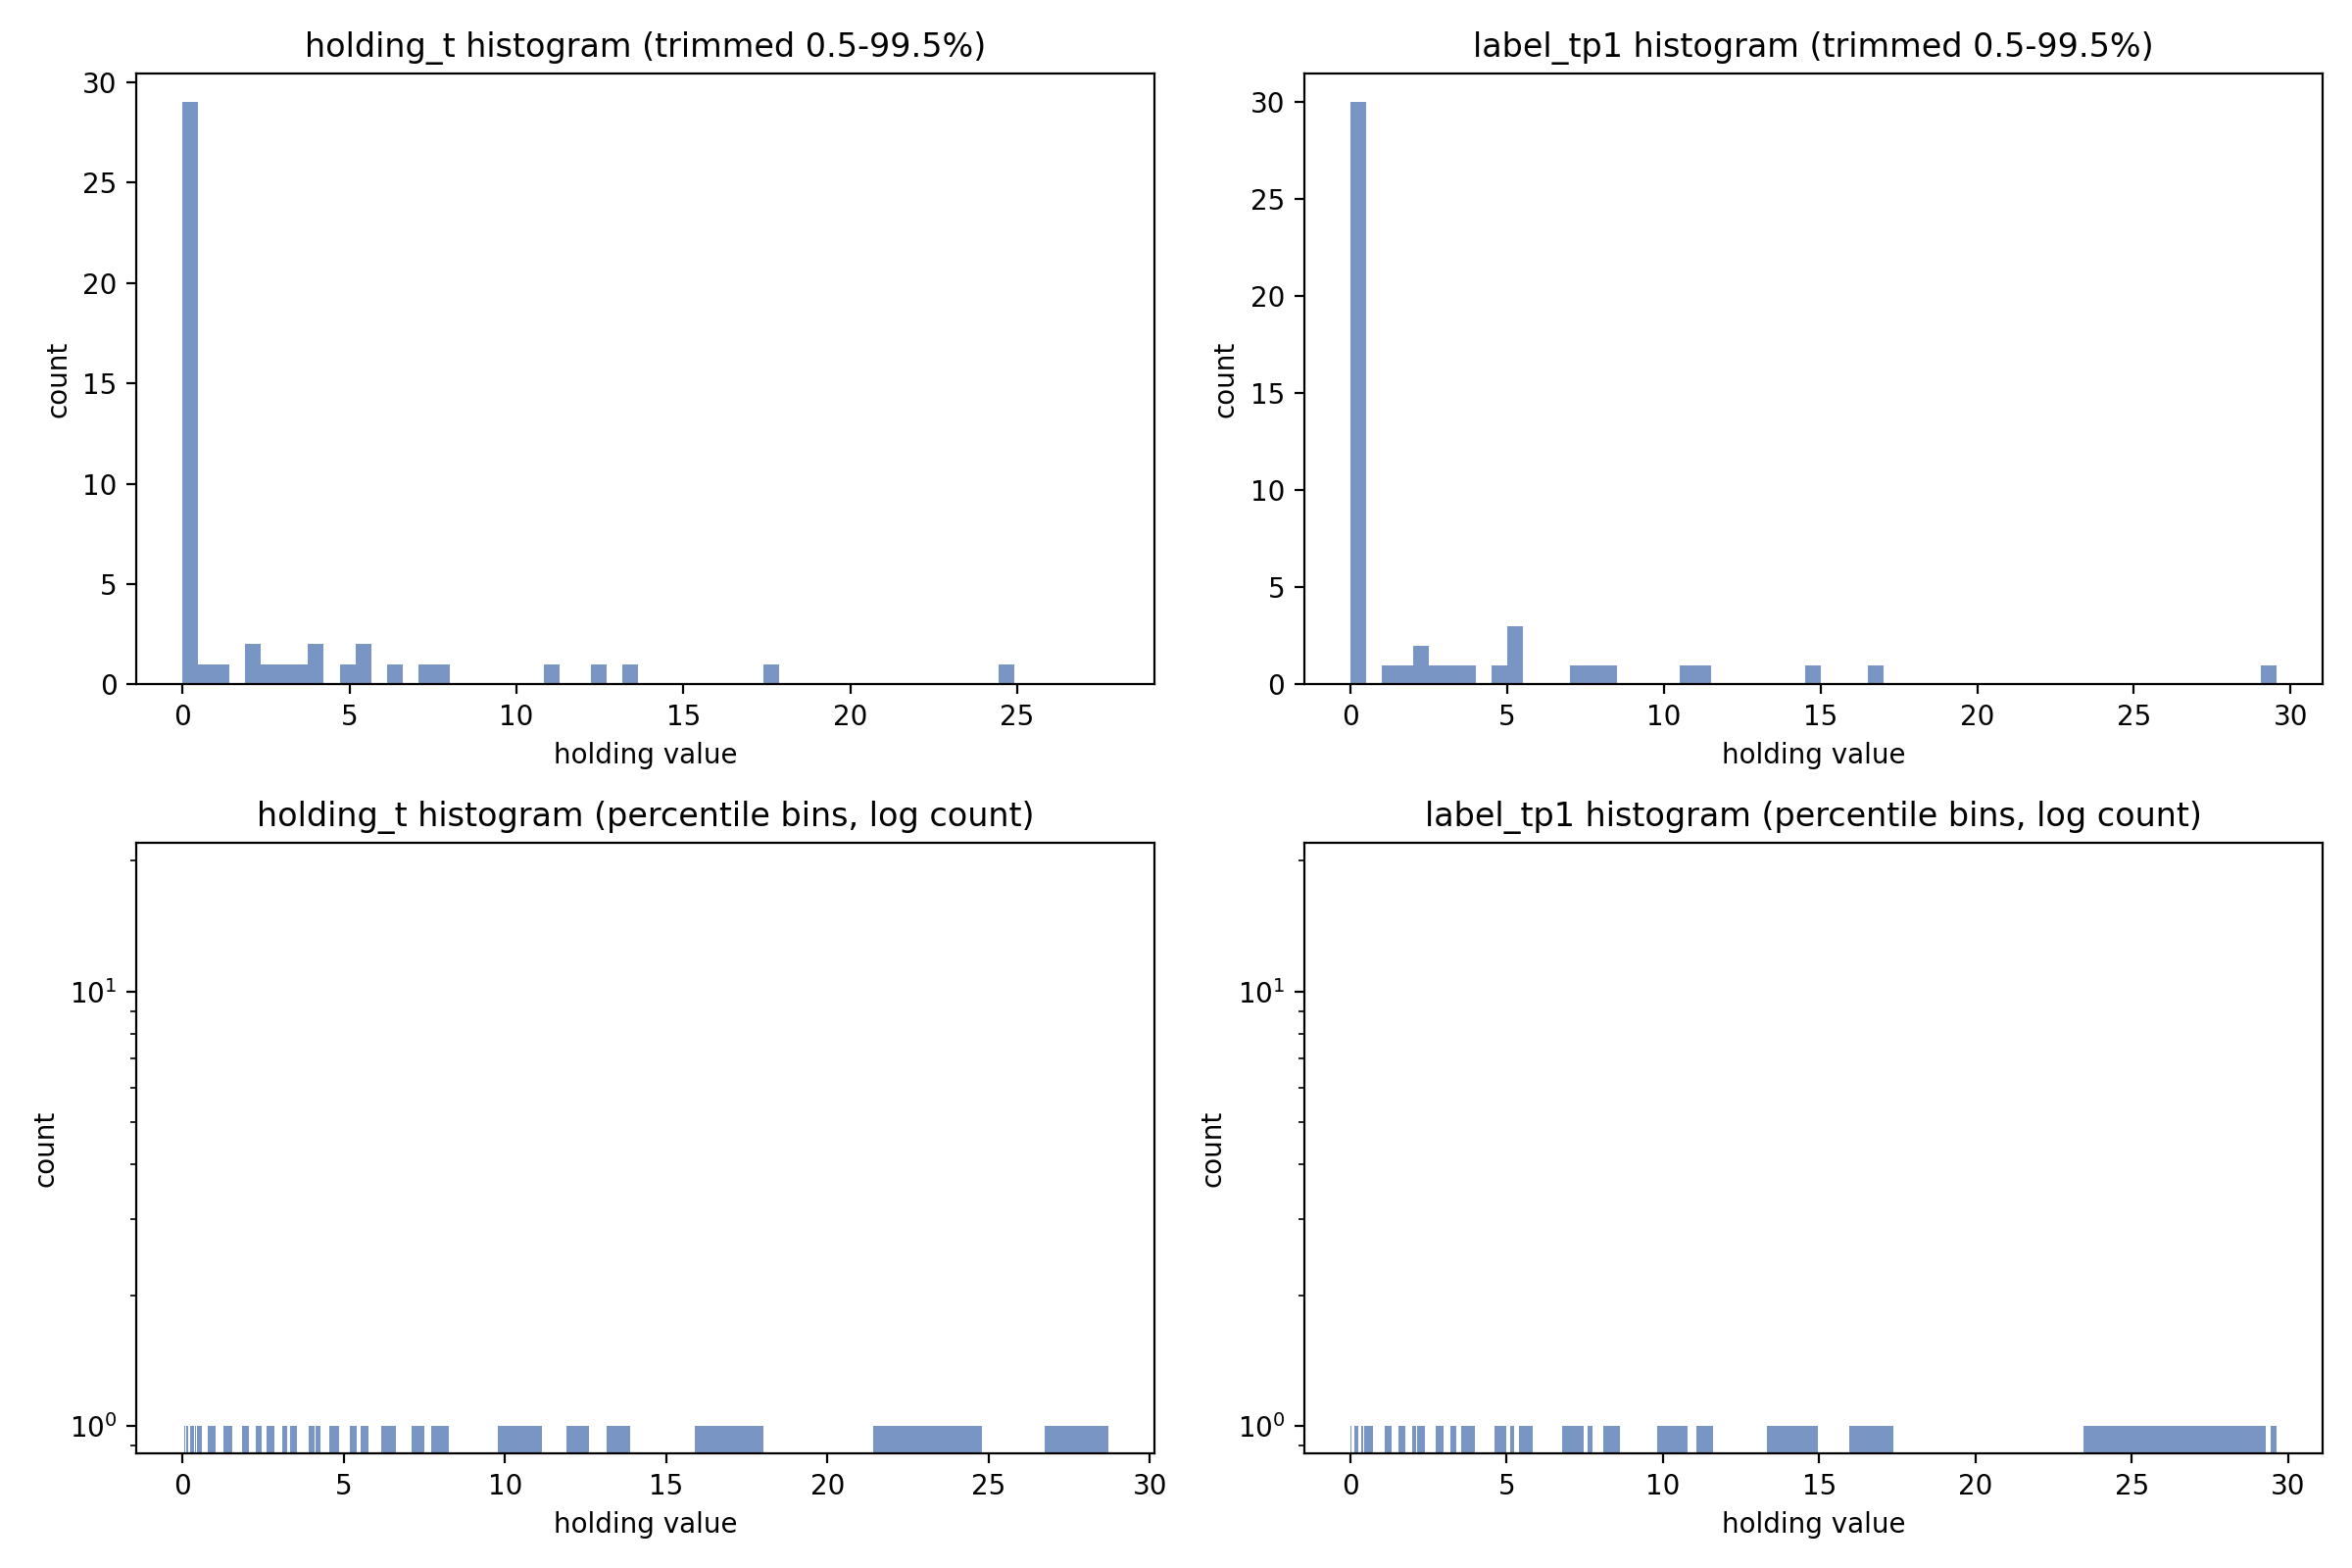 holding_t histogram (trimmed 0.5-99.5%)
30
25
20
15
10
5
0
count
0 5 10 15 20 25
holding value
label_tp1 histogram (trimmed 0.5-99.5%)
30
25
20
15
10
5
0
count
0 5 10 15 20 25 30
holding value
holding_t histogram (percentile bins, log count)
10¹
10⁰
count
0 5 10 15 20 25 30
holding value
label_tp1 histogram (percentile bins, log count)
10¹
10⁰
count
0 5 10 15 20 25 30
holding value